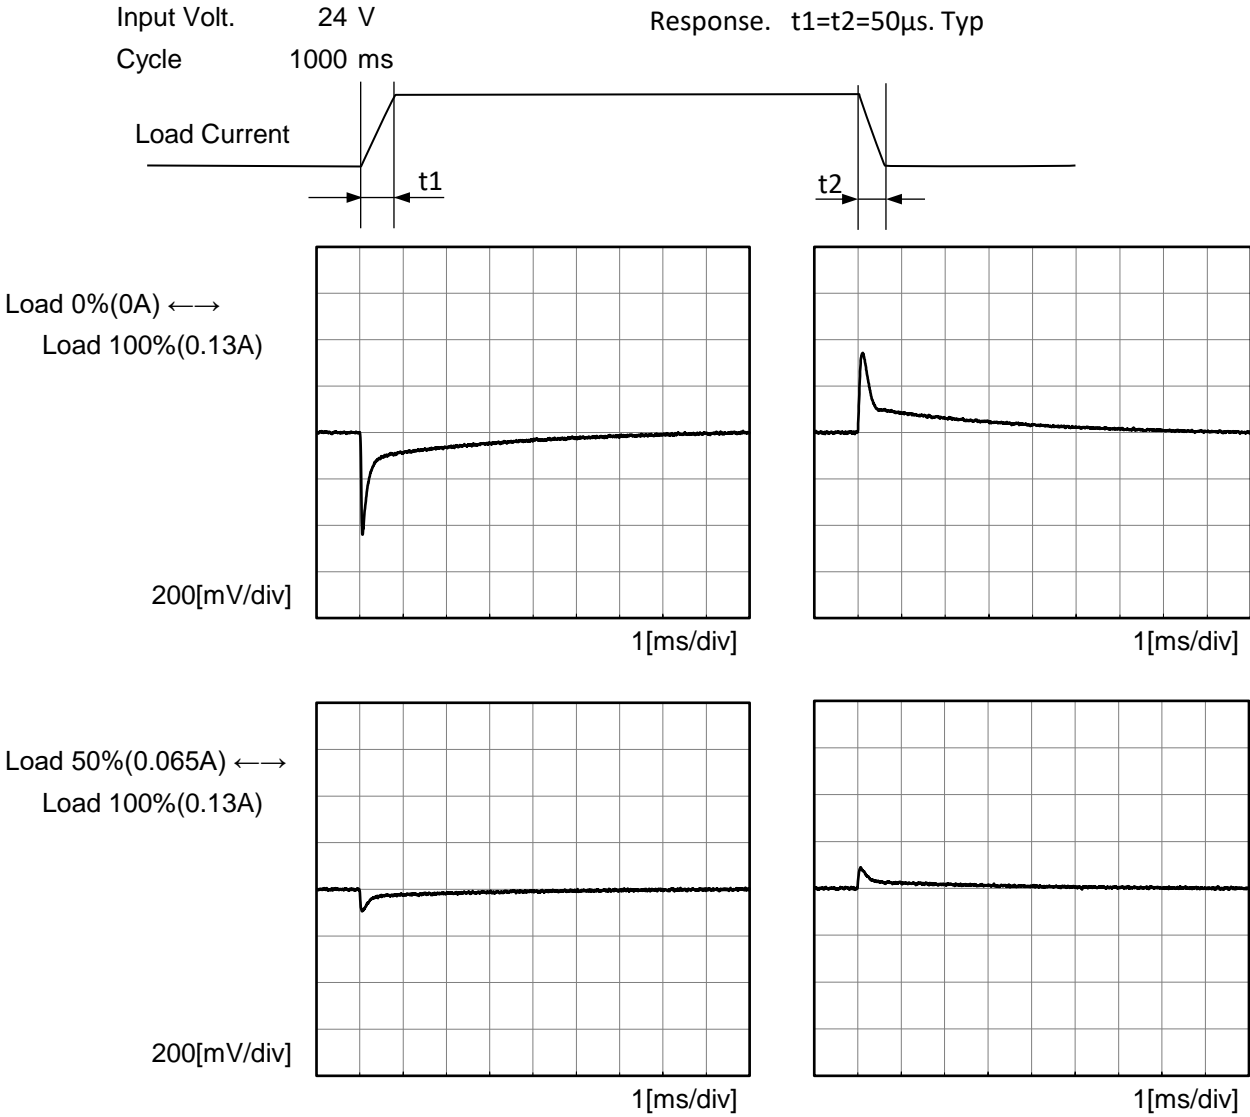 Input Volt. 24 V
Response. t1=t2=50µs. Typ
Cycle 1000 ms
Load Current
t1
t2
Load 0%(0A) ←→
Load 100%(0.13A)
200[mV/div]
1[ms/div]
1[ms/div]
Load 50%(0.065A) ←→
Load 100%(0.13A)
200[mV/div]
1[ms/div]
1[ms/div]